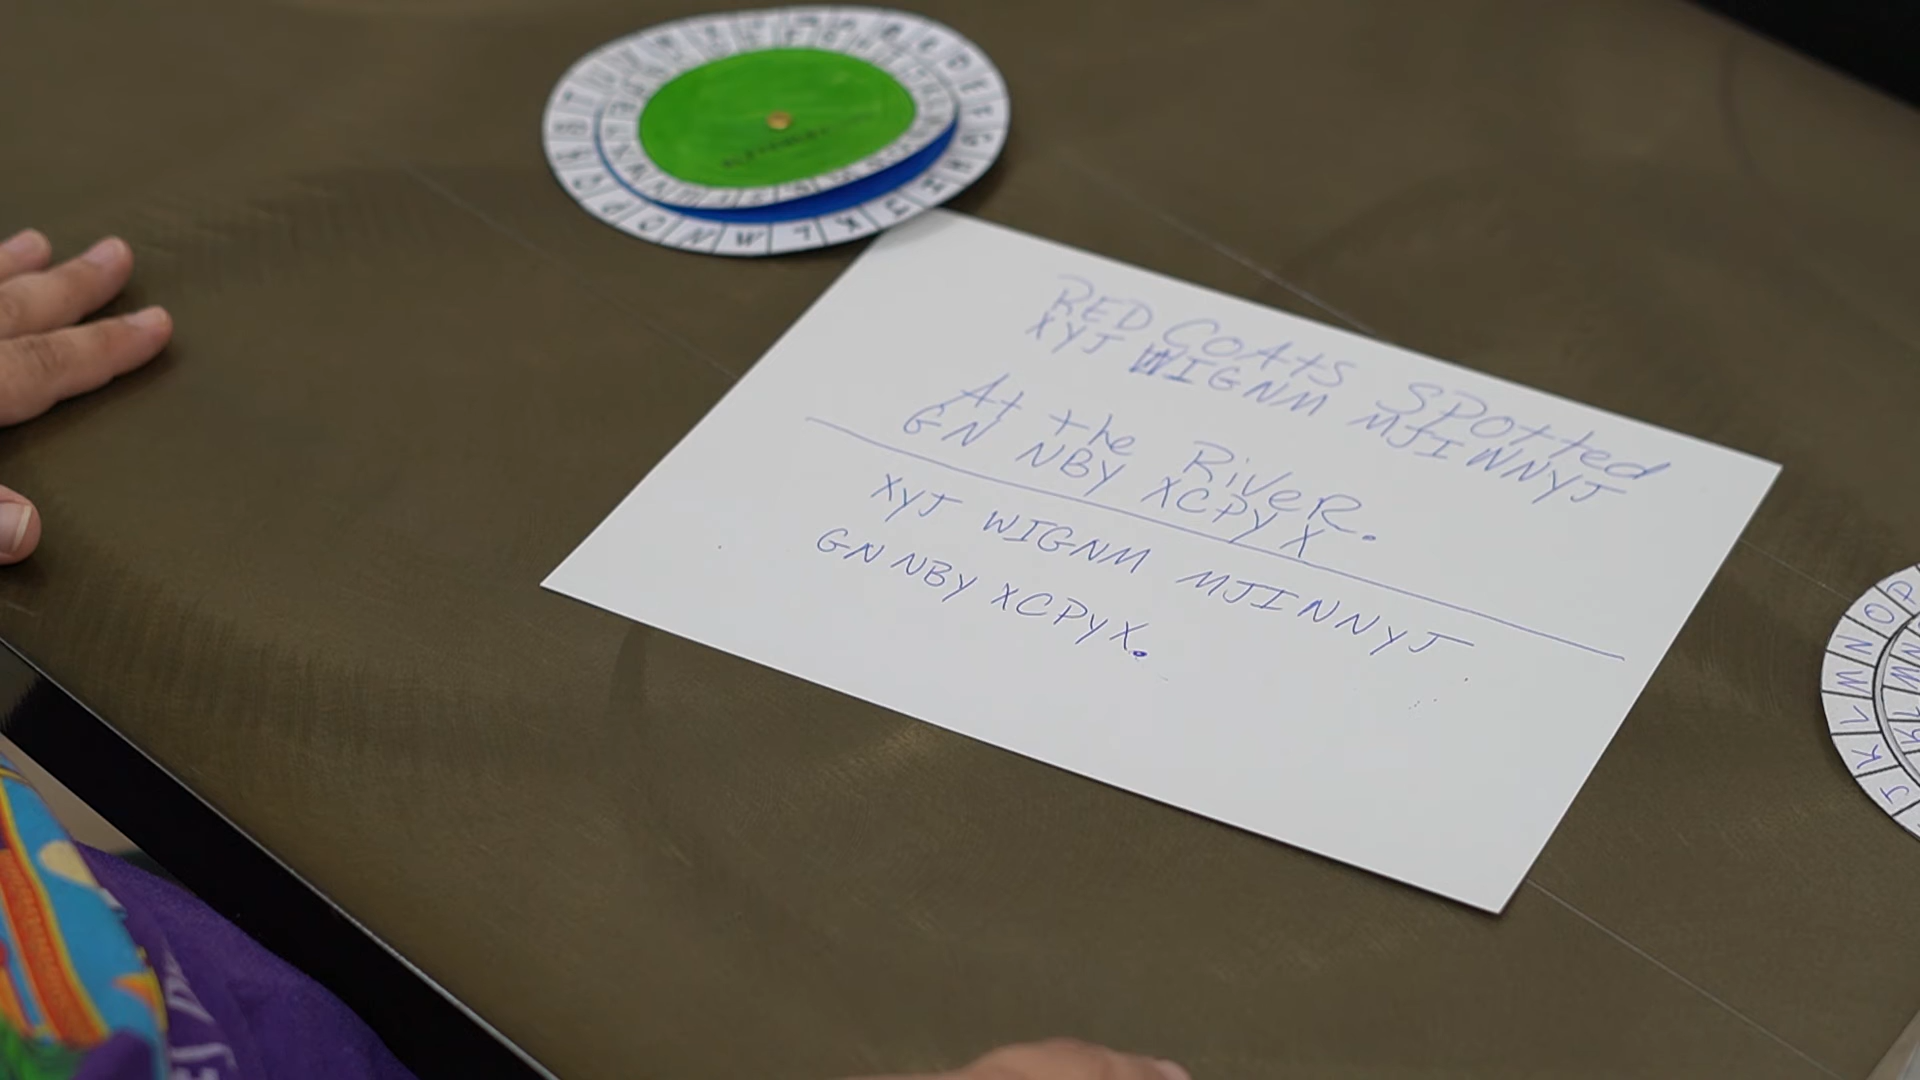 RED COAtS SPOtted
XYJ WIGNM MJINNYJ
At the RiveR.
GN NBY XCPYX
XYJ WIGNM MJINNYJ
GN NBY XCPYX.
J K L M N O P